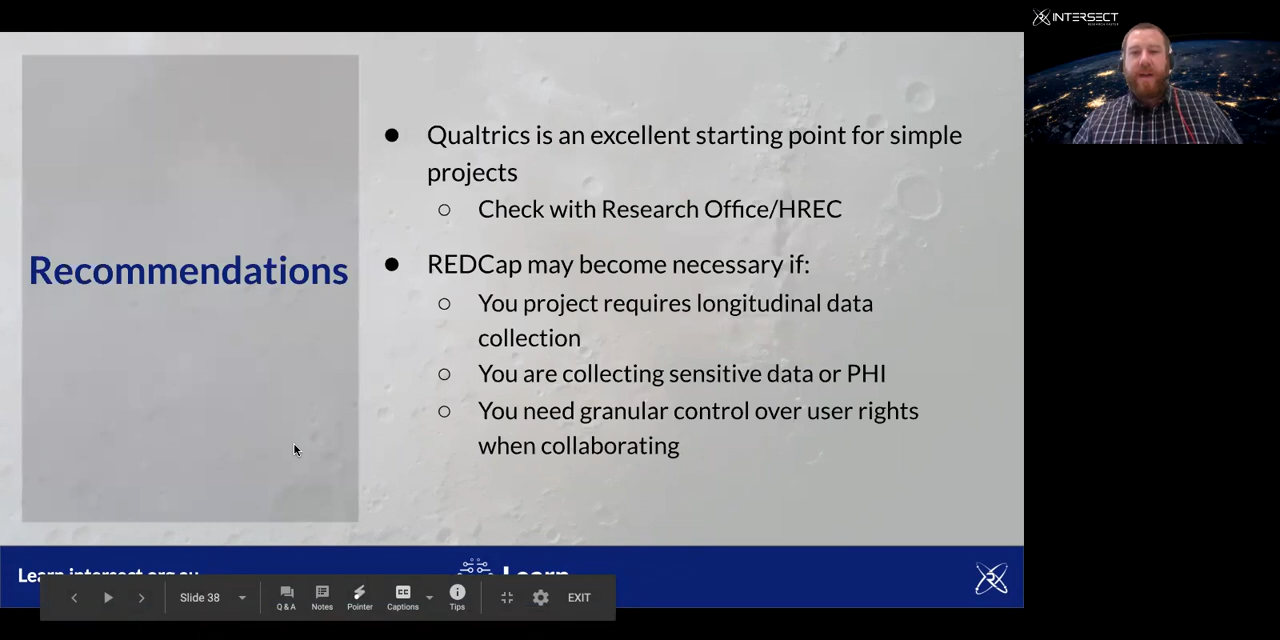 INTERSECT
Qualtrics is an excellent starting point for simple
projects
Check with Research Office/HREC
Recommendations
REDCap may become necessary if:
You project requires longitudinal data
collection
You are collecting sensitive data or PHI
You need granular control over user rights
when collaborating
Learn.intersect.org.au
Learn
Slide 38
Q & A
Notes
Pointer
Captions
Tips
EXIT
CC